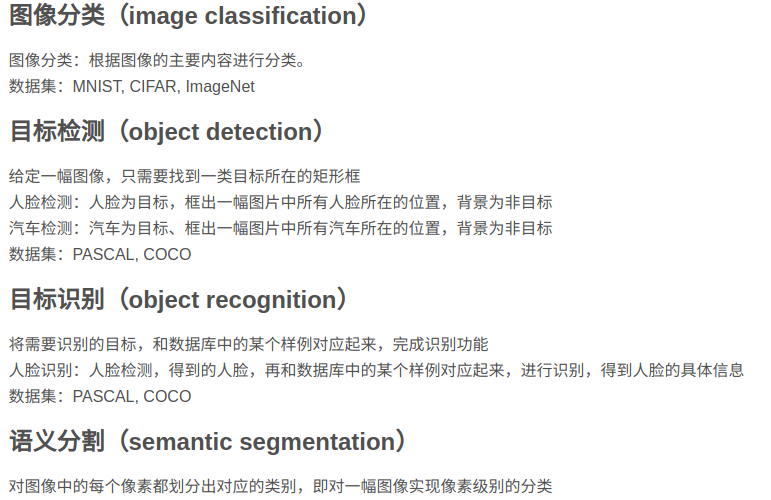 图像分类（image classification）
图像分类：根据图像的主要内容进行分类。
数据集：MNIST, CIFAR, ImageNet
目标检测（object detection）
给定一幅图像，只需要找到一类目标所在的矩形框
人脸检测：人脸为目标，框出一幅图片中所有人脸所在的位置，背景为非目标
汽车检测：汽车为目标、框出一幅图片中所有汽车所在的位置，背景为非目标
数据集：PASCAL, COCO
目标识别（object recognition）
将需要识别的目标，和数据库中的某个样例对应起来，完成识别功能
人脸识别：人脸检测，得到的人脸，再和数据库中的某个样例对应起来，进行识别，得到人脸的具体信息
数据集：PASCAL, COCO
语义分割（semantic segmentation）
对图像中的每个像素都划分出对应的类别，即对一幅图像实现像素级别的分类